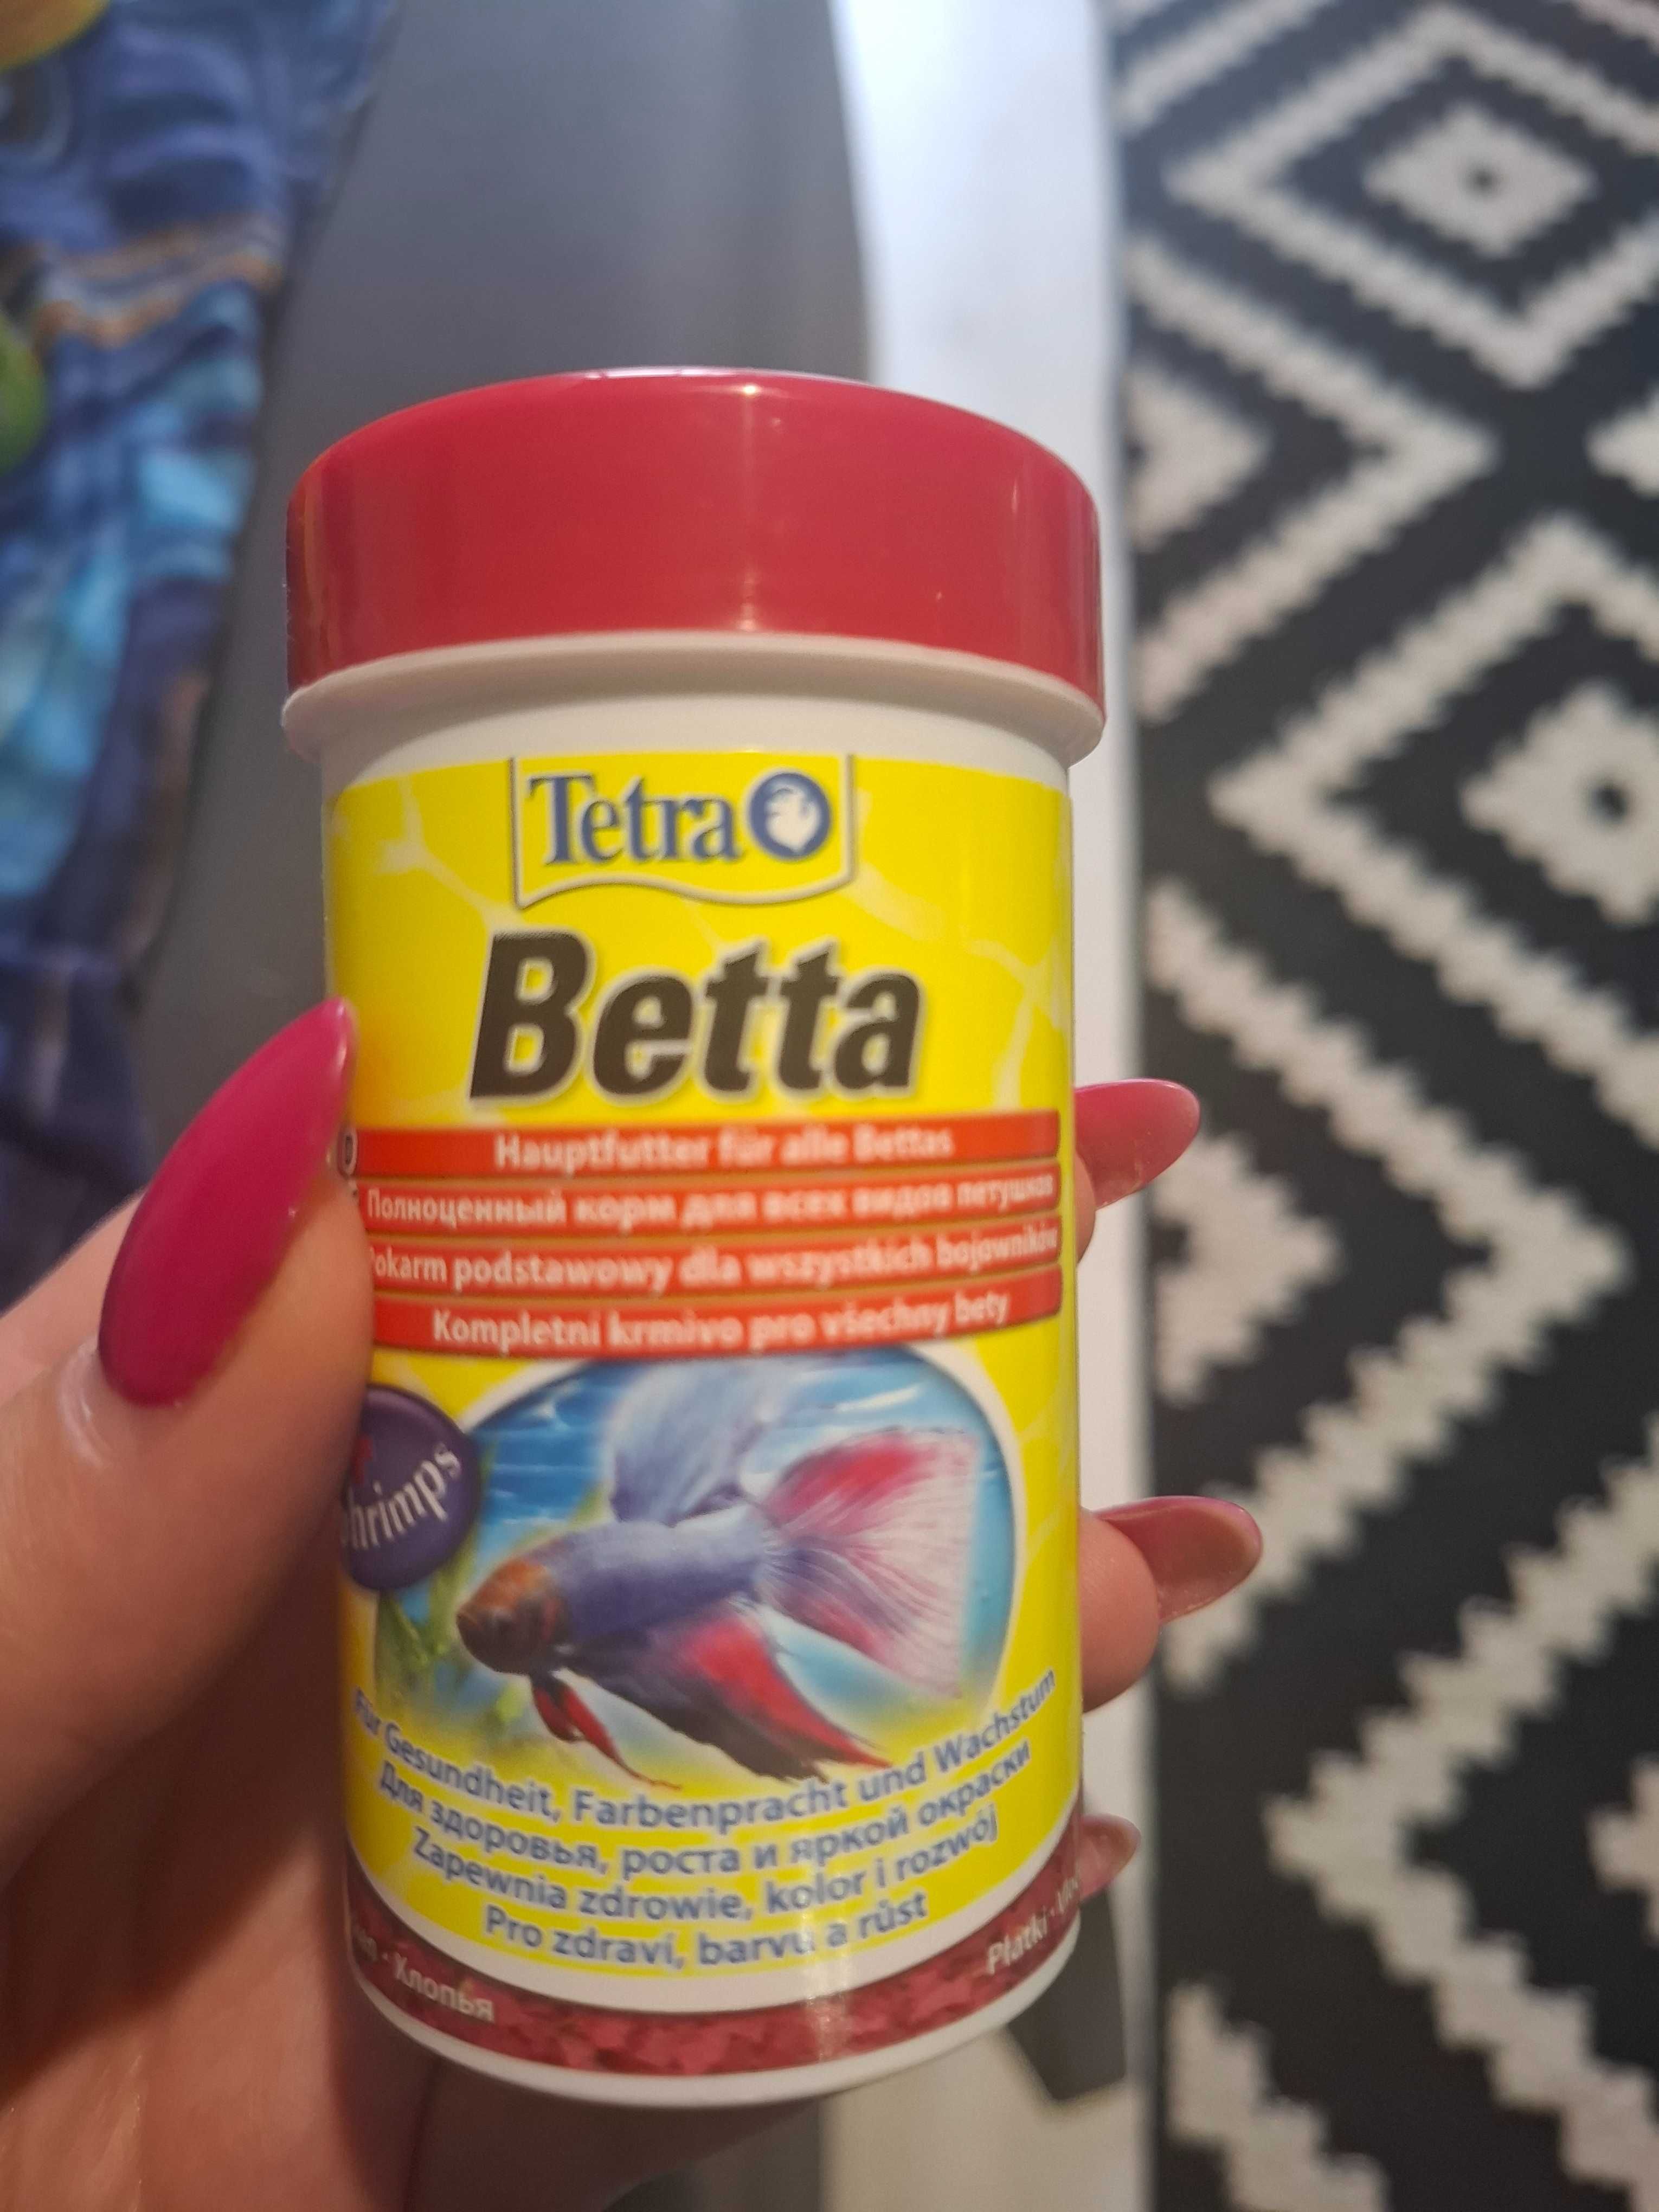 Tetra
Betta
D
Hauptfutter für alle Bettas
Полноценный корм для всех видов петушков
Pokarm podstawowy dla wszystkich bojowników
Kompletní krmivo pro všechny bety
Shrimps
Für Gesundheit, Farbenpracht und Wachstum
Для здоровья, роста и яркой окраски
Zapewnia zdrowie, kolor i rozwój
Pro zdraví, barvu a růst
Хлопья
Płatki